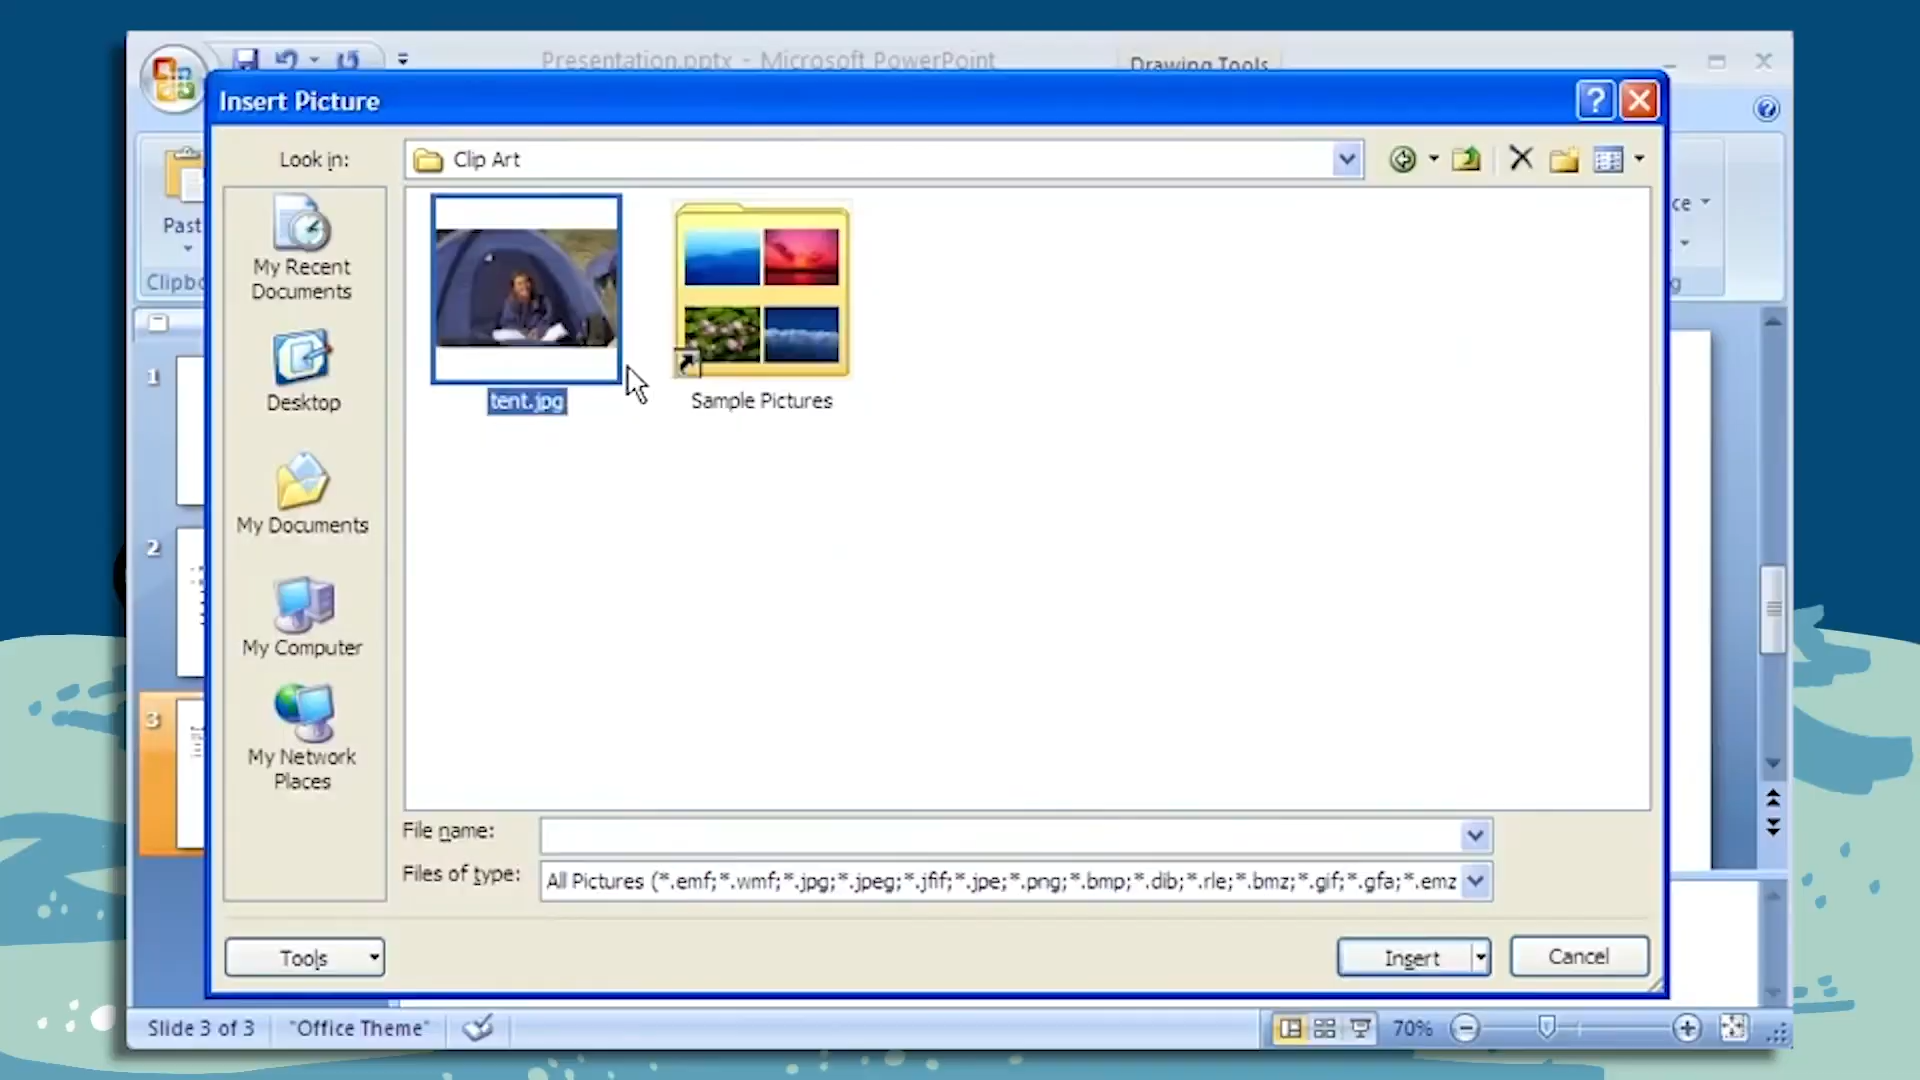 Presentation.pptx - Microsoft PowerPoint
Drawing Tools
Insert Picture
Look in:
Clip Art
Past
Clipbo
ce
g
My Recent
Documents
Desktop
My Documents
My Computer
My Network
Places
tent.jpg
Sample Pictures
1
2
3
File name:
Files of type:
All Pictures (*.emf;*.wmf;*.jpg;*.jpeg;*.jfif;*.jpe;*.png;*.bmp;*.dib;*.rle;*.bmz;*.gif;*.gfa;*.emz
Tools
Insert
Cancel
Slide 3 of 3
"Office Theme"
70%